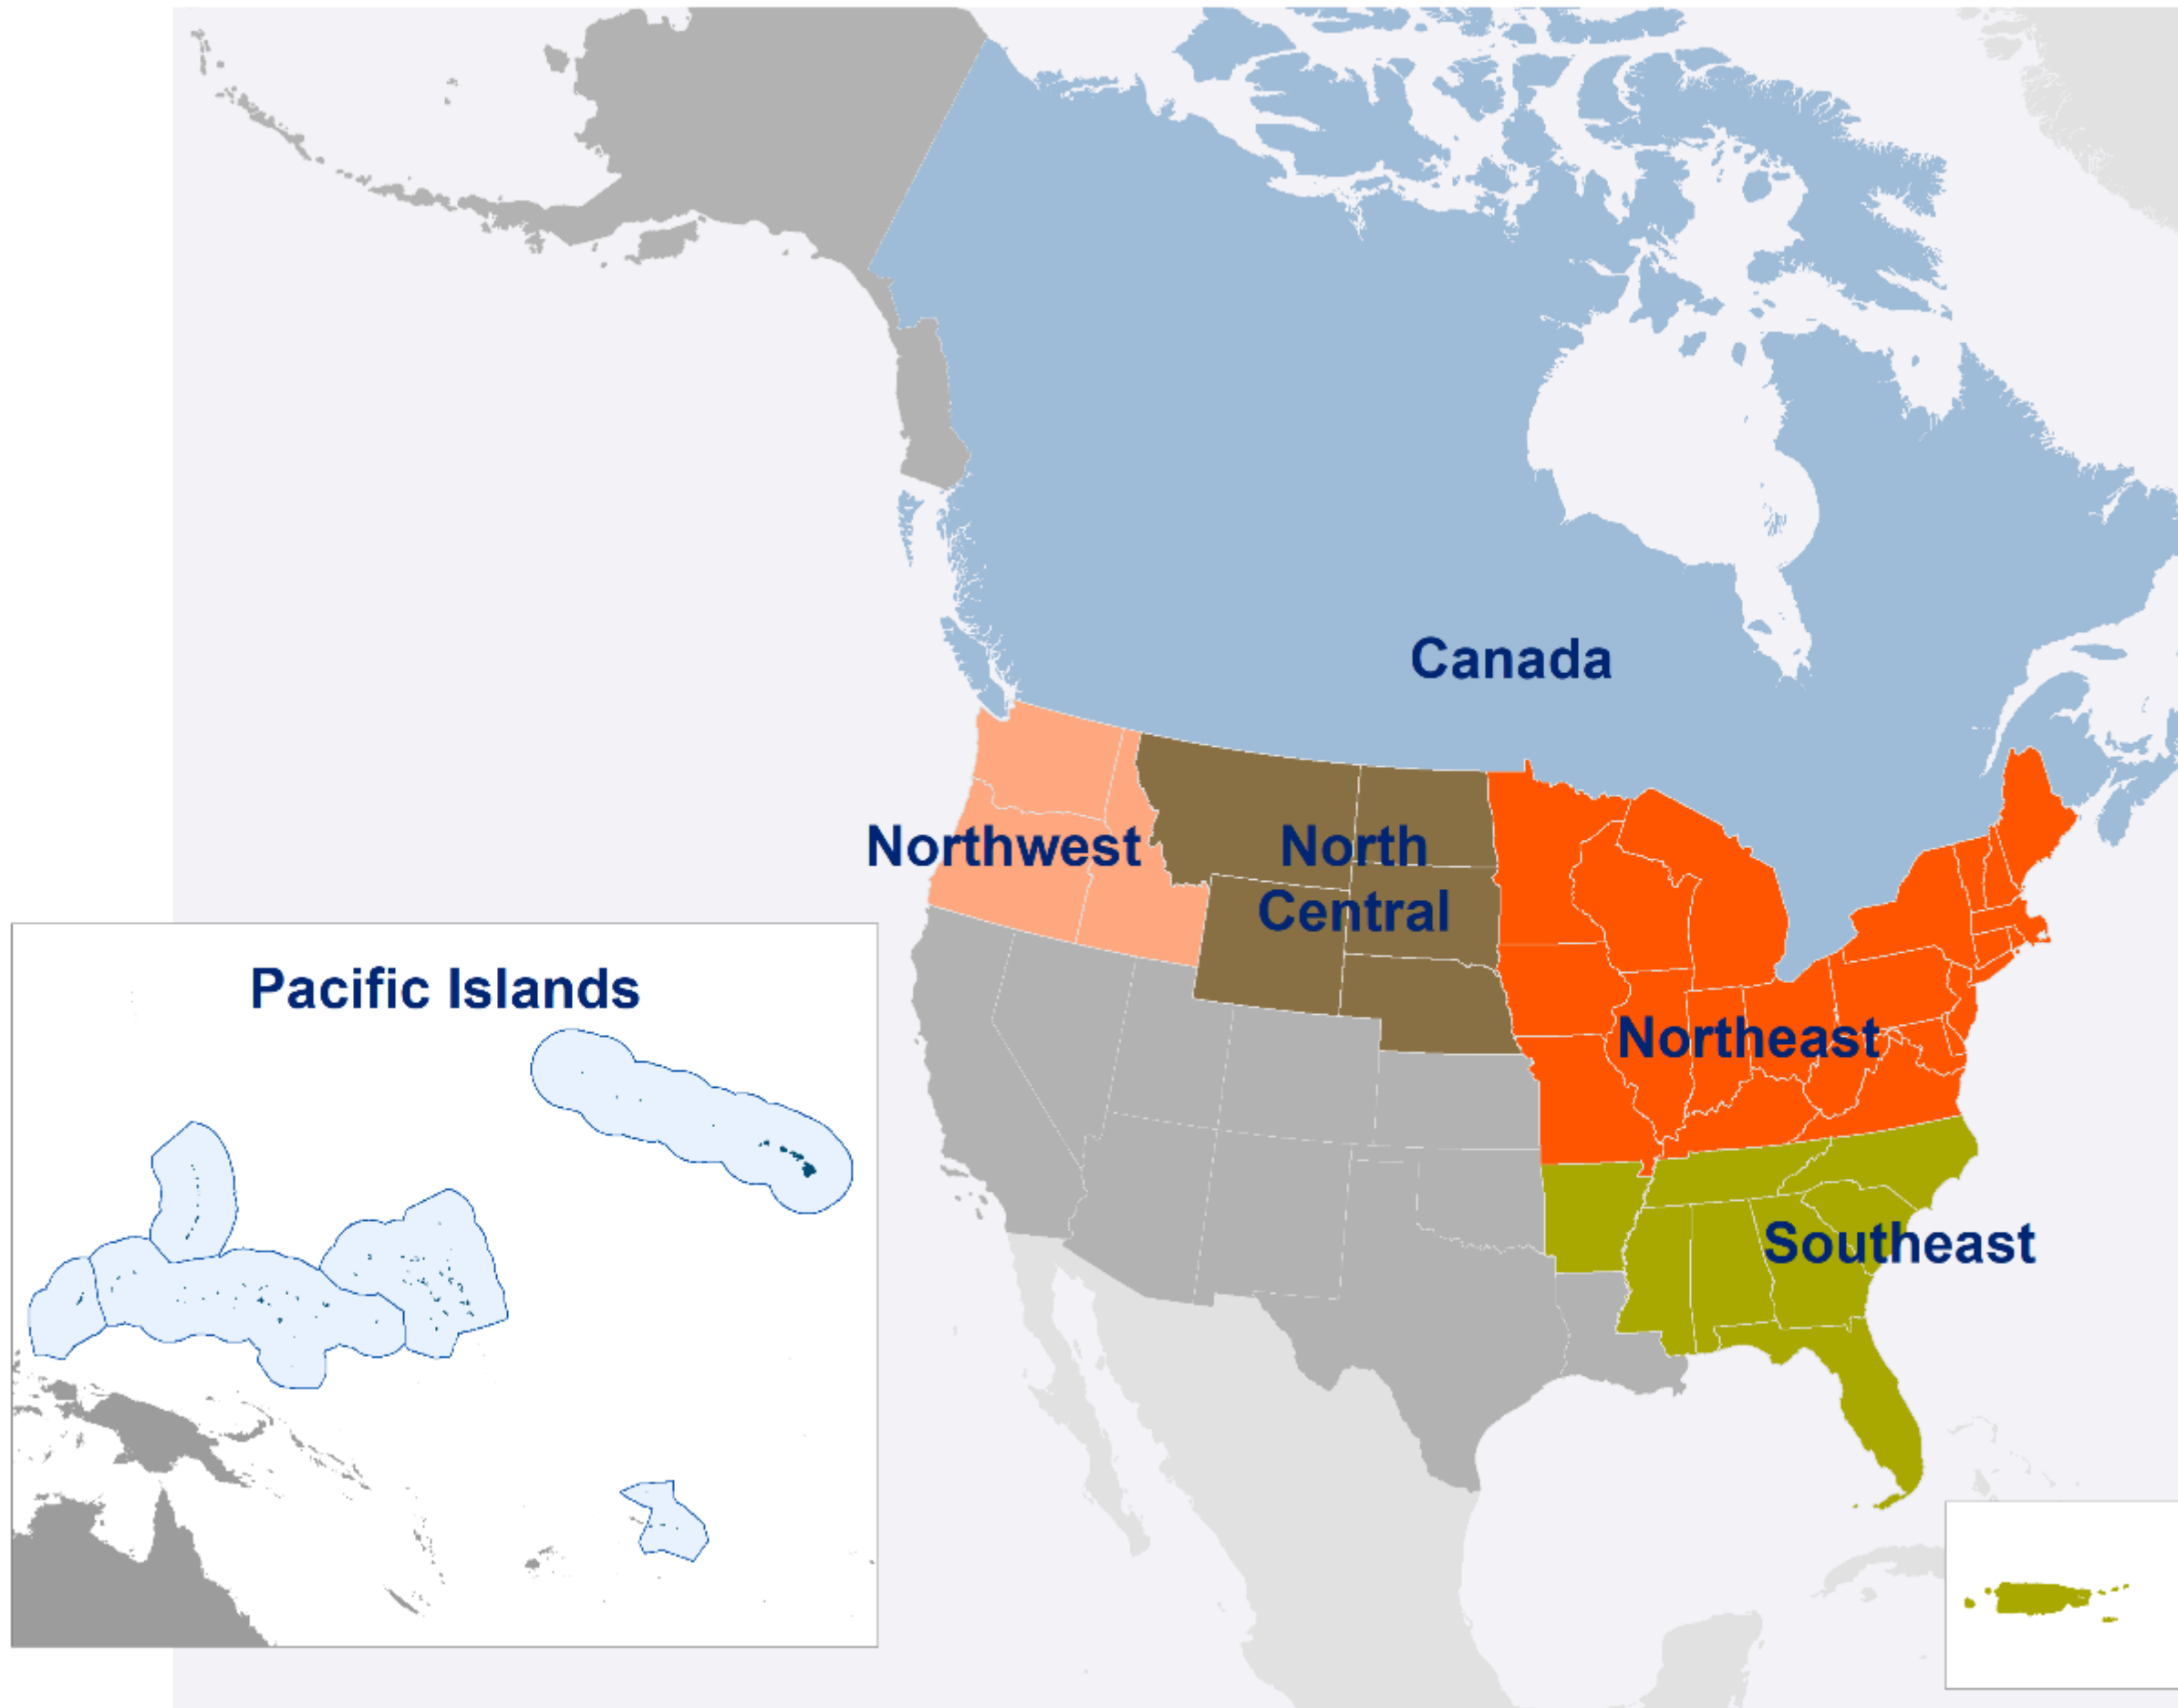 Canada
Northwest
North
Central
Pacific Islands
Northeast
Southeast